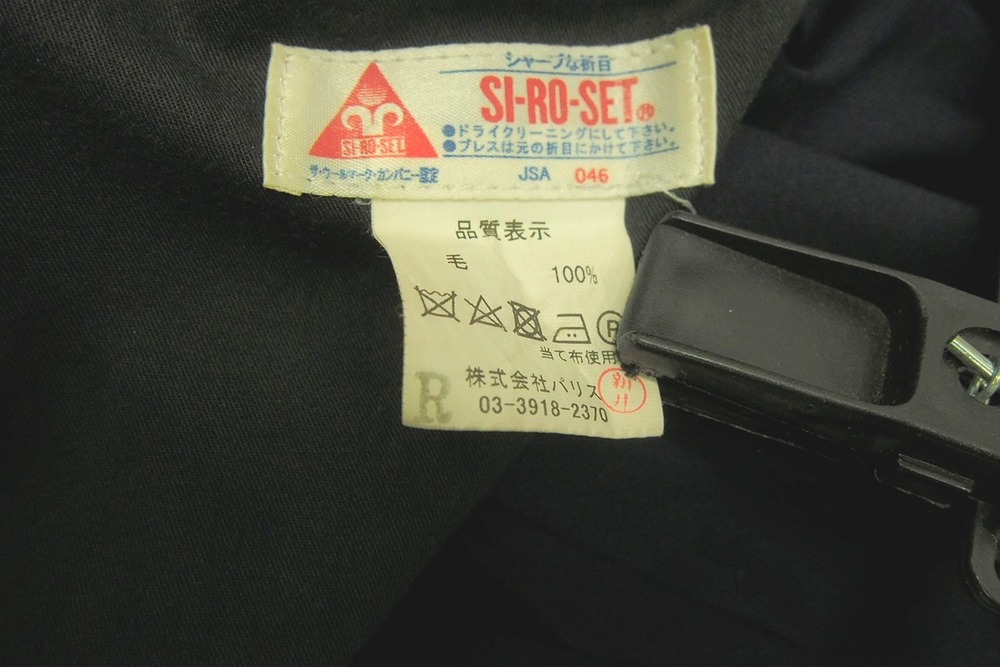 シャープな折目
SI-RO-SET
SI-RO-SET
●ドライクリーニングにして下さい。
●プレスは元の折目にかけて下さい。
ザ・ウールマーク・カンパニー認定
JSA 046
品質表示
毛 100%
P
当て布使用
R 株式会社パリス
新川
03-3918-2370